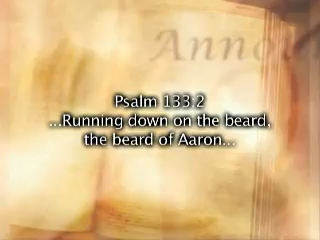 Psalm 133:2
...Running down on the beard,
the beard of Aaron...